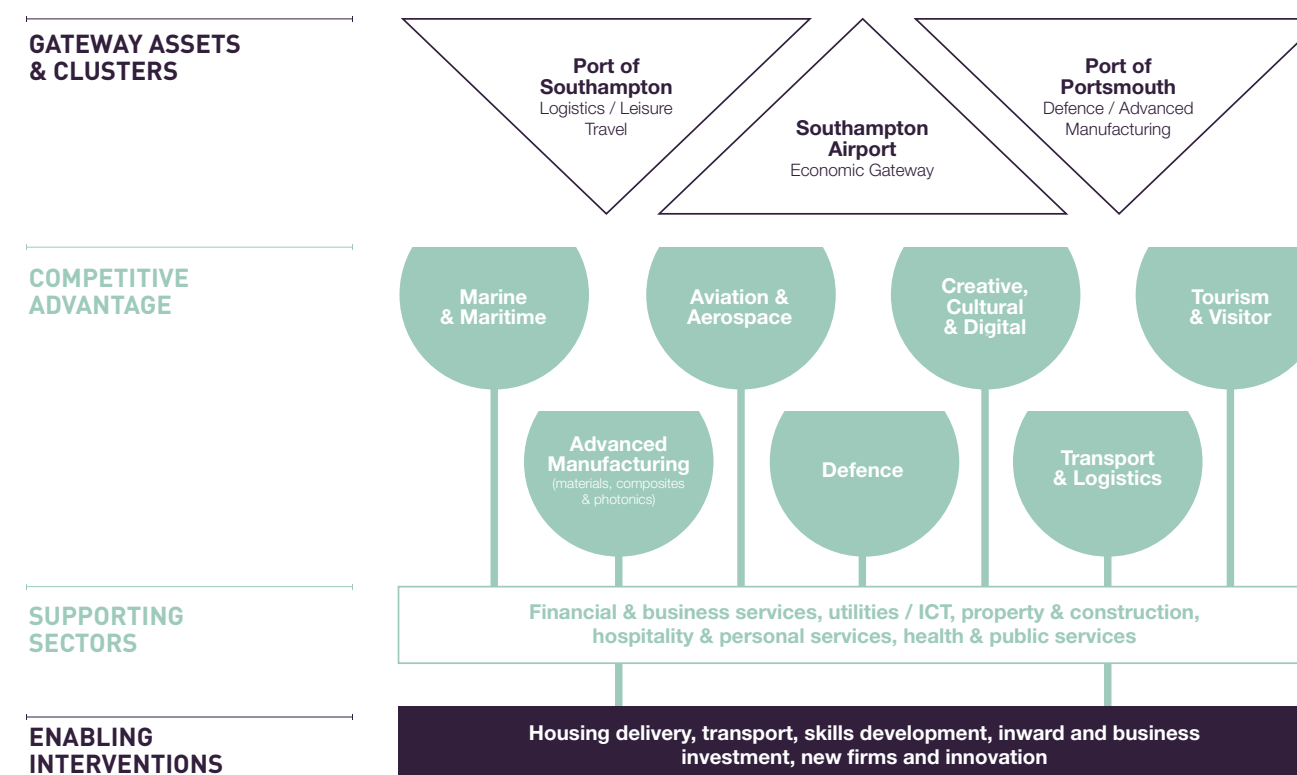 GATEWAY ASSETS
& CLUSTERS
Port of
Southampton
Logistics / Leisure
Travel
Southampton
Airport
Economic Gateway
Port of
Portsmouth
Defence / Advanced
Manufacturing
COMPETITIVE
ADVANTAGE
Marine
& Maritime
Aviation &
Aerospace
Creative,
Cultural
& Digital
Tourism
& Visitor
Advanced
Manufacturing
(materials, composites
& photonics)
Defence
Transport
& Logistics
SUPPORTING
SECTORS
Financial & business services, utilities / ICT, property & construction,
hospitality & personal services, health & public services
ENABLING
INTERVENTIONS
Housing delivery, transport, skills development, inward and business
investment, new firms and innovation